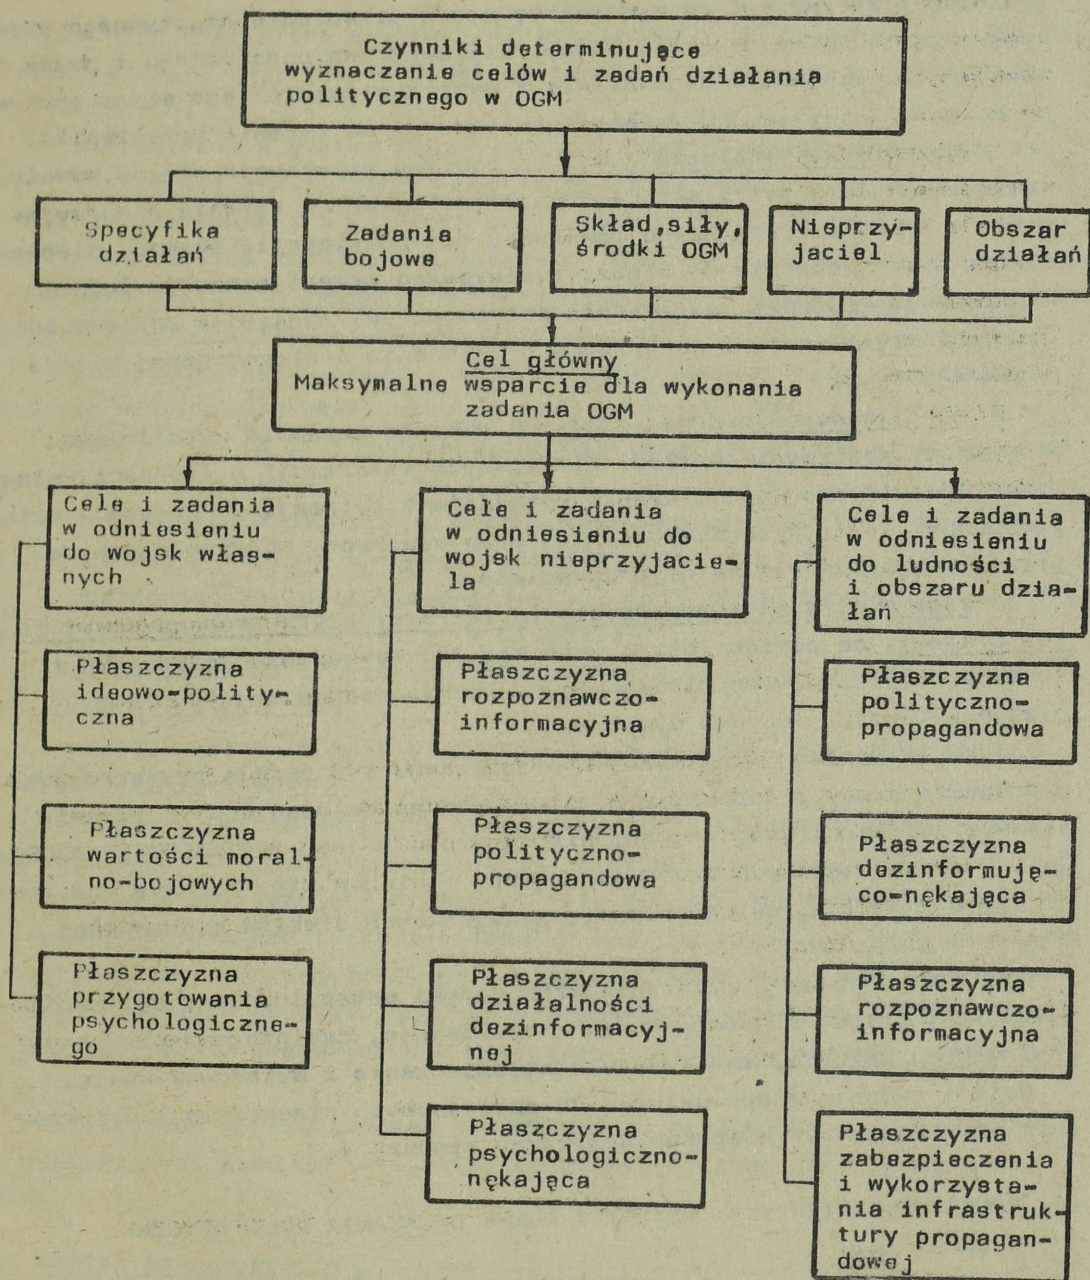 Czynniki determinujące
wyznaczanie celów i zadań działania
politycznego w OGM
Specyfika
działań
Zadania
bojowe
Skład,siły,
środki OGM
Nieprzy-
jaciel
Obszar
działań
Cel główny
Maksymalne wsparcie dla wykonania
zadania OGM
Cele i zadania
w odniesieniu
do wojsk włas-
nych
Płaszczyzna
ideowo-polity-
czna
Płaszczyzna
wartości moral-
no-bojowych
Płaszczyzna
przygotowania
psychologiczne-
go
Cele i zadania
w odniesieniu do
wojsk nieprzyjacie-
la
Płaszczyzna
rozpoznawczo-
informacyjna
Płaszczyzna
polityczno-
propagandowa
Płaszczyzna
działalności
dezinformacyj-
nej
Płaszczyzna
psychologiczno-
nękająca
Cele i zadania
w odniesieniu
do ludności
i obszaru dzia-
łań
Płaszczyzna
polityczno-
propagandowa
Płaszczyzna
dezinformują-
co-nękająca
Płaszczyzna
rozpoznawczo-
informacyjna
Płaszczyzna
zabezpieczenia
i wykorzysta-
nia infrastruk-
tury propagan-
dowej